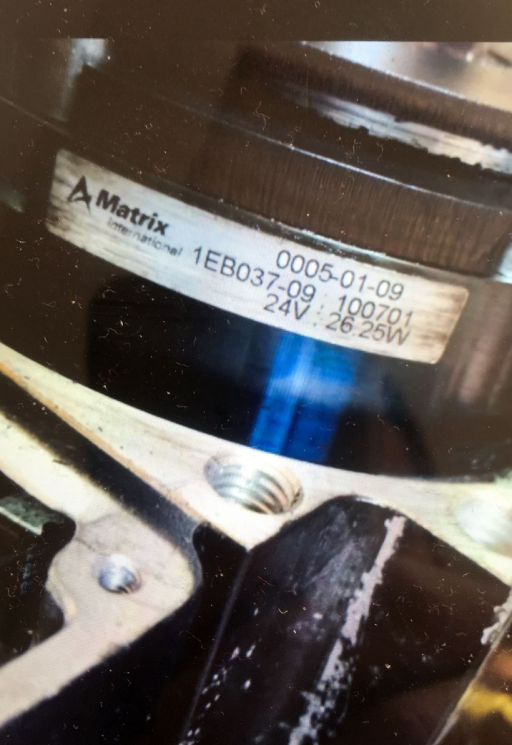 Matrix
International
0005-01-09
1EB037-09 : 100701
24V : 26.25W